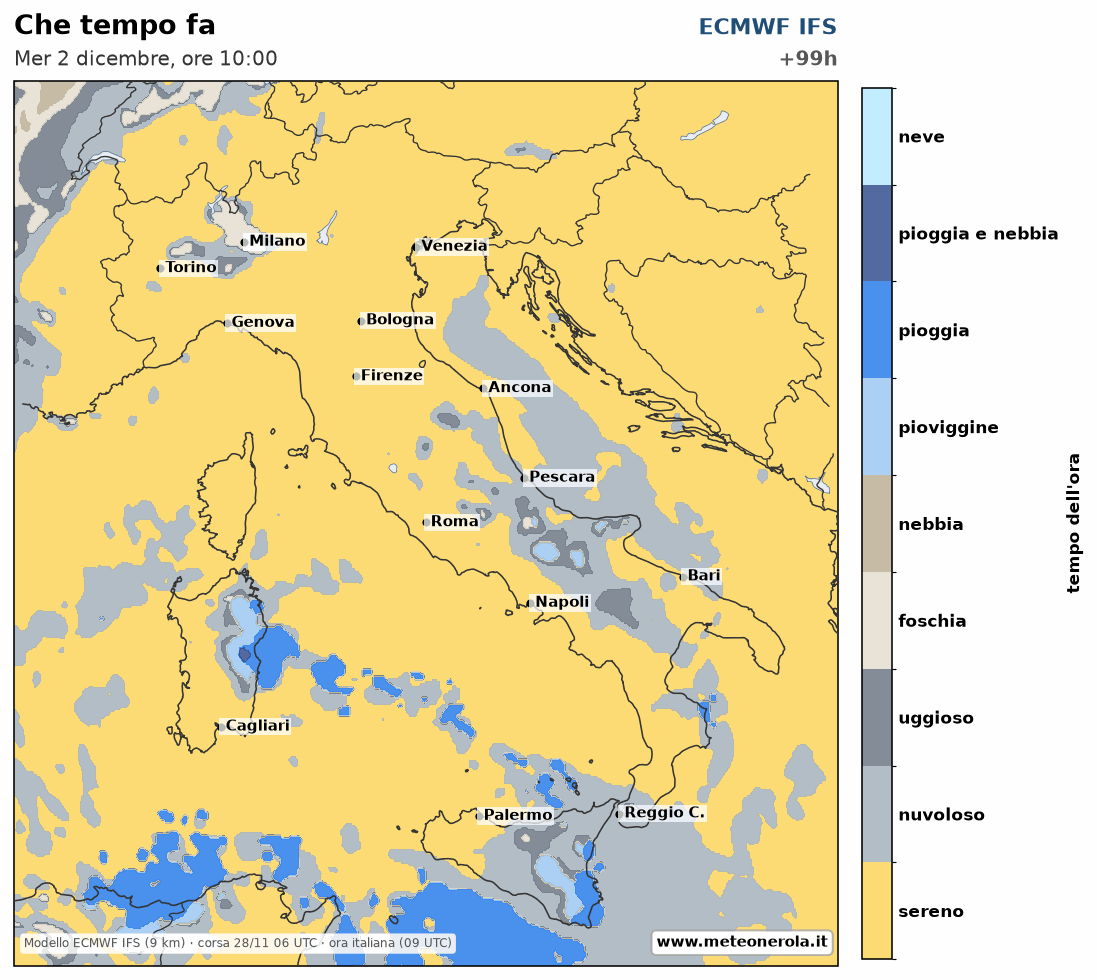 Che tempo fa
ECMWF IFS
Mer 2 dicembre, ore 10:00
+99h
neve
pioggia e nebbia
pioggia
pioviggine
nebbia
foschia
uggioso
nuvoloso
sereno
tempo dell'ora
Milano
Venezia
Torino
Genova
Bologna
Firenze
Ancona
Pescara
Roma
Bari
Napoli
Cagliari
Palermo
Reggio C.
Modello ECMWF IFS (9 km) · corsa 28/11 06 UTC · ora italiana (09 UTC)
www.meteonerola.it